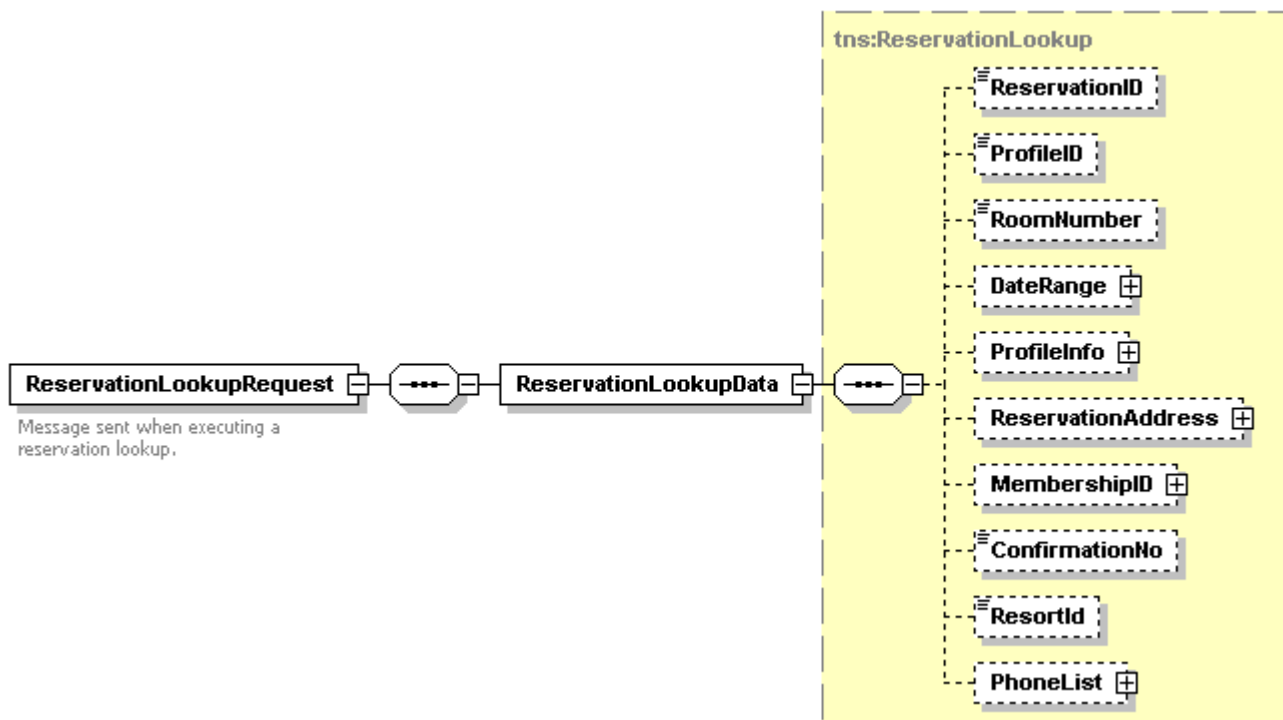 tns:ReservationLookup
ReservationID
ProfileID
RoomNumber
DateRange
ProfileInfo
ReservationLookupRequest
ReservationLookupData
Message sent when executing a
reservation lookup.
ReservationAddress
MembershipID
ConfirmationNo
ResortId
PhoneList